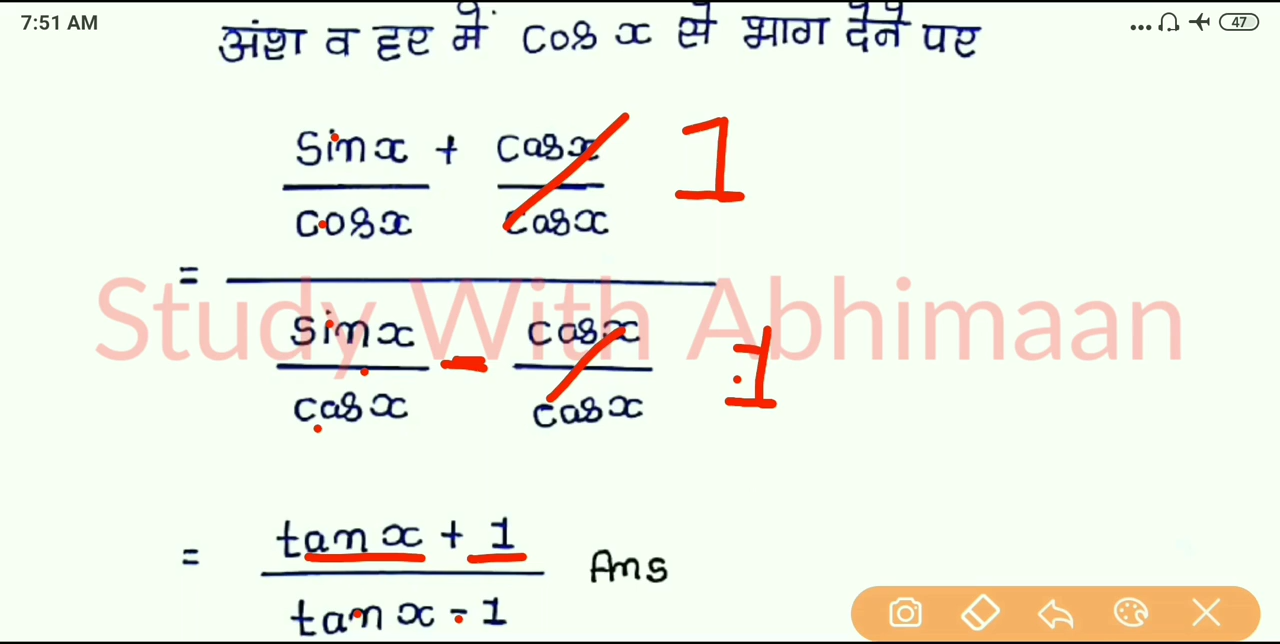 7:51 AM
... 47
अंश व हर में cos x से भाग देने पर
sin x + cos x 1
cos x cos x
=
Study With Abhimaan
sin x - cos x 1
cos x cos x
= tan x + 1 Ans
tan x - 1